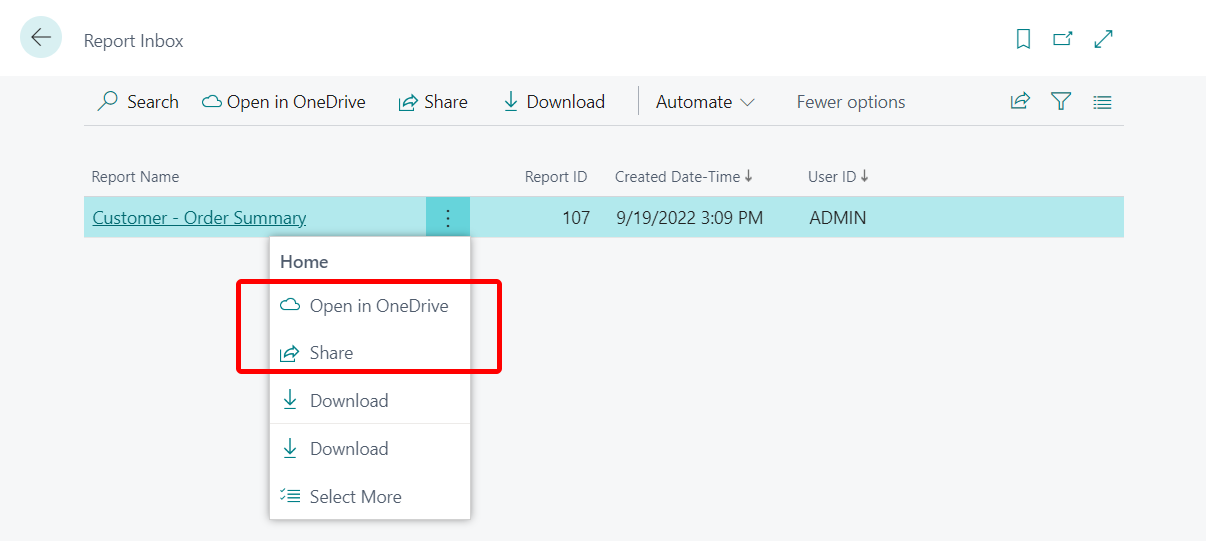 Report Inbox
Search Open in OneDrive Share Download Automate Fewer options
Report Name Report ID Created Date-Time User ID
Customer - Order Summary 107 9/19/2022 3:09 PM ADMIN
Home
Open in OneDrive
Share
Download
Download
Select More